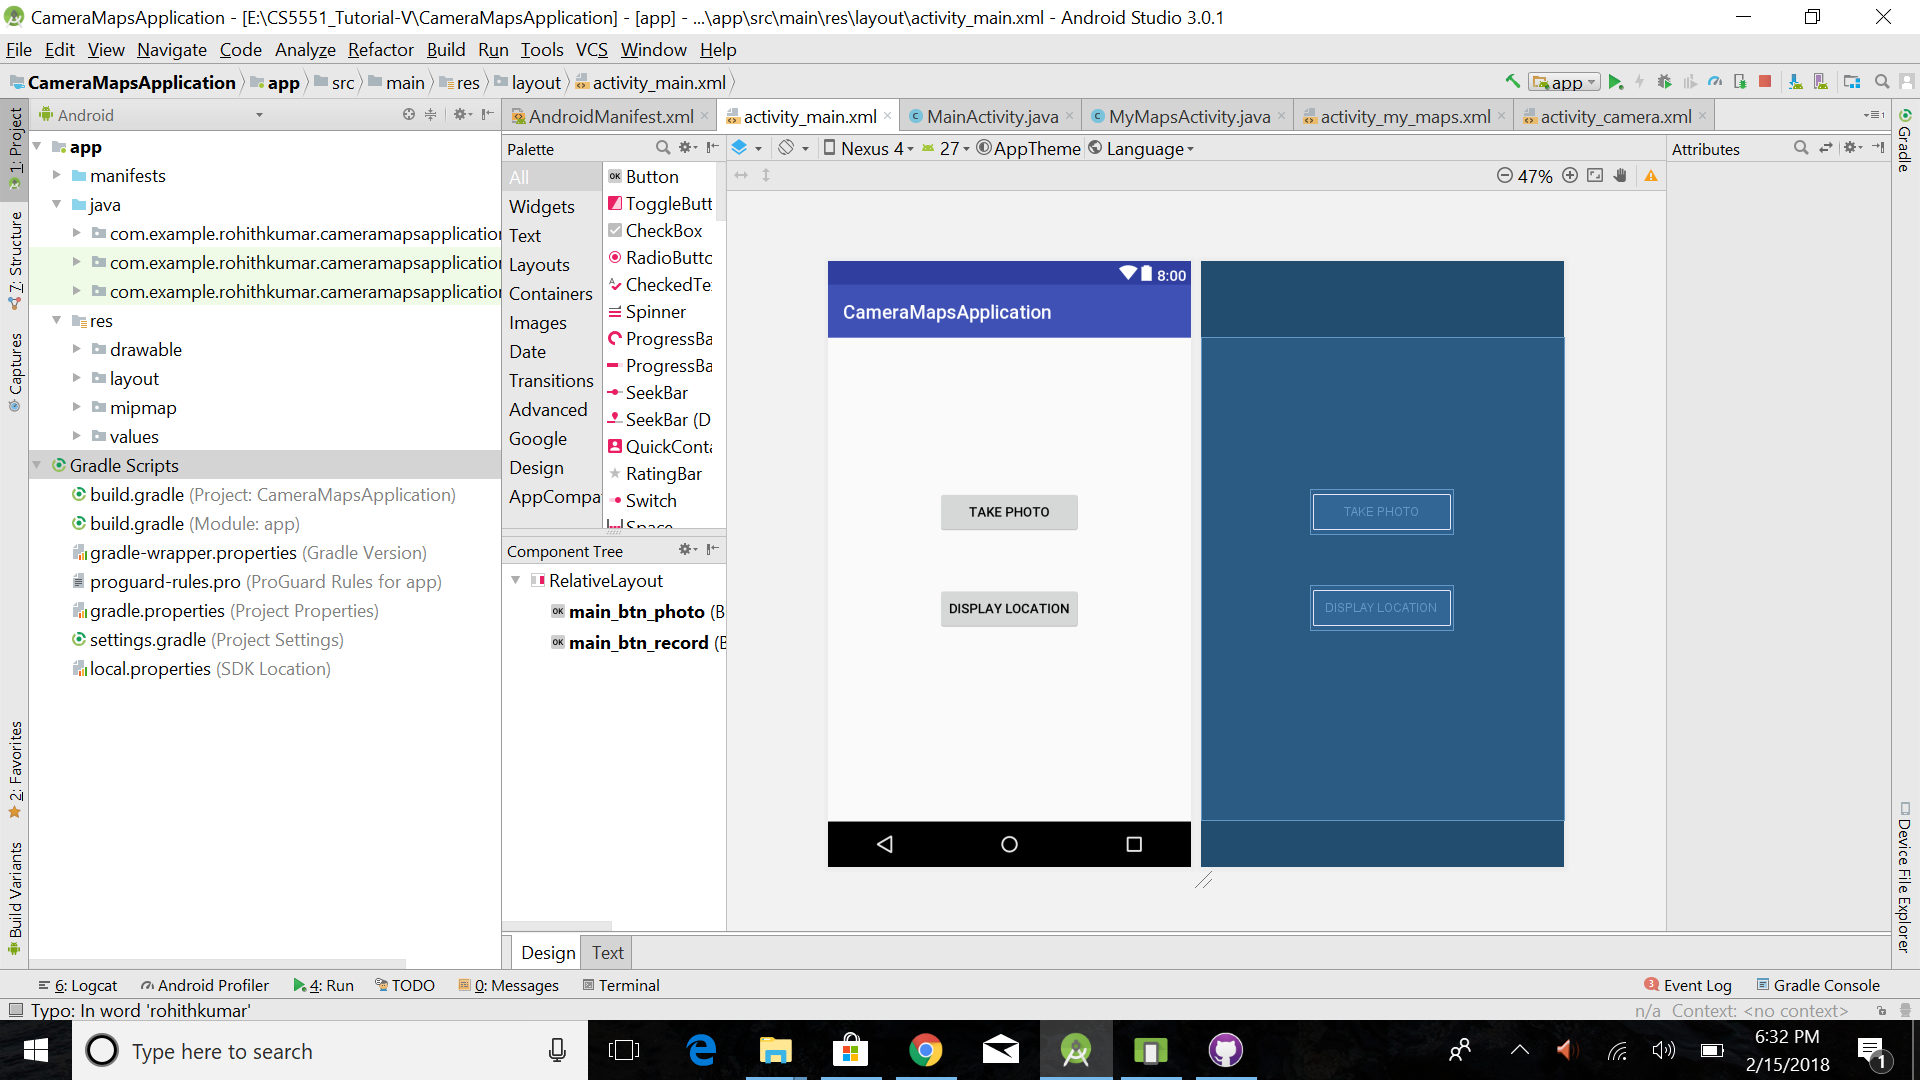 CameraMapsApplication - [E:\CS5551_Tutorial-V\CameraMapsApplication] - [app] - ...\app\src\main\res\layout\activity_main.xml - Android Studio 3.0.1
File Edit View Navigate Code Analyze Refactor Build Run Tools VCS Window Help
CameraMapsApplication app src main res layout activity_main.xml
app
1: Project
7: Structure
Captures
2: Favorites
Build Variants
Android
app
manifests
java
com.example.rohithkumar.cameramapsapplication
com.example.rohithkumar.cameramapsapplication
com.example.rohithkumar.cameramapsapplication
res
drawable
layout
mipmap
values
Gradle Scripts
build.gradle (Project: CameraMapsApplication)
build.gradle (Module: app)
gradle-wrapper.properties (Gradle Version)
proguard-rules.pro (ProGuard Rules for app)
gradle.properties (Project Properties)
settings.gradle (Project Settings)
local.properties (SDK Location)
AndroidManifest.xml activity_main.xml MainActivity.java MyMapsActivity.java activity_my_maps.xml activity_camera.xml
Palette
All
Widgets
Text
Layouts
Containers
Images
Date
Transitions
Advanced
Google
Design
AppCompa
OK Button
ToggleButt
CheckBox
RadioButto
CheckedTe
Spinner
ProgressBa
ProgressBa
SeekBar
SeekBar (D
QuickConta
RatingBar
Switch
Space
Component Tree
RelativeLayout
OK main_btn_photo (B
OK main_btn_record (B
Nexus 4 27 AppTheme Language
47%
8:00
CameraMapsApplication
TAKE PHOTO
DISPLAY LOCATION
TAKE PHOTO
DISPLAY LOCATION
Attributes
Gradle
Device File Explorer
Design Text
6: Logcat Android Profiler 4: Run TODO 0: Messages Terminal
3 Event Log Gradle Console
Typo: In word 'rohithkumar'
n/a Context: <no context>
Type here to search
6:32 PM
2/15/2018
1